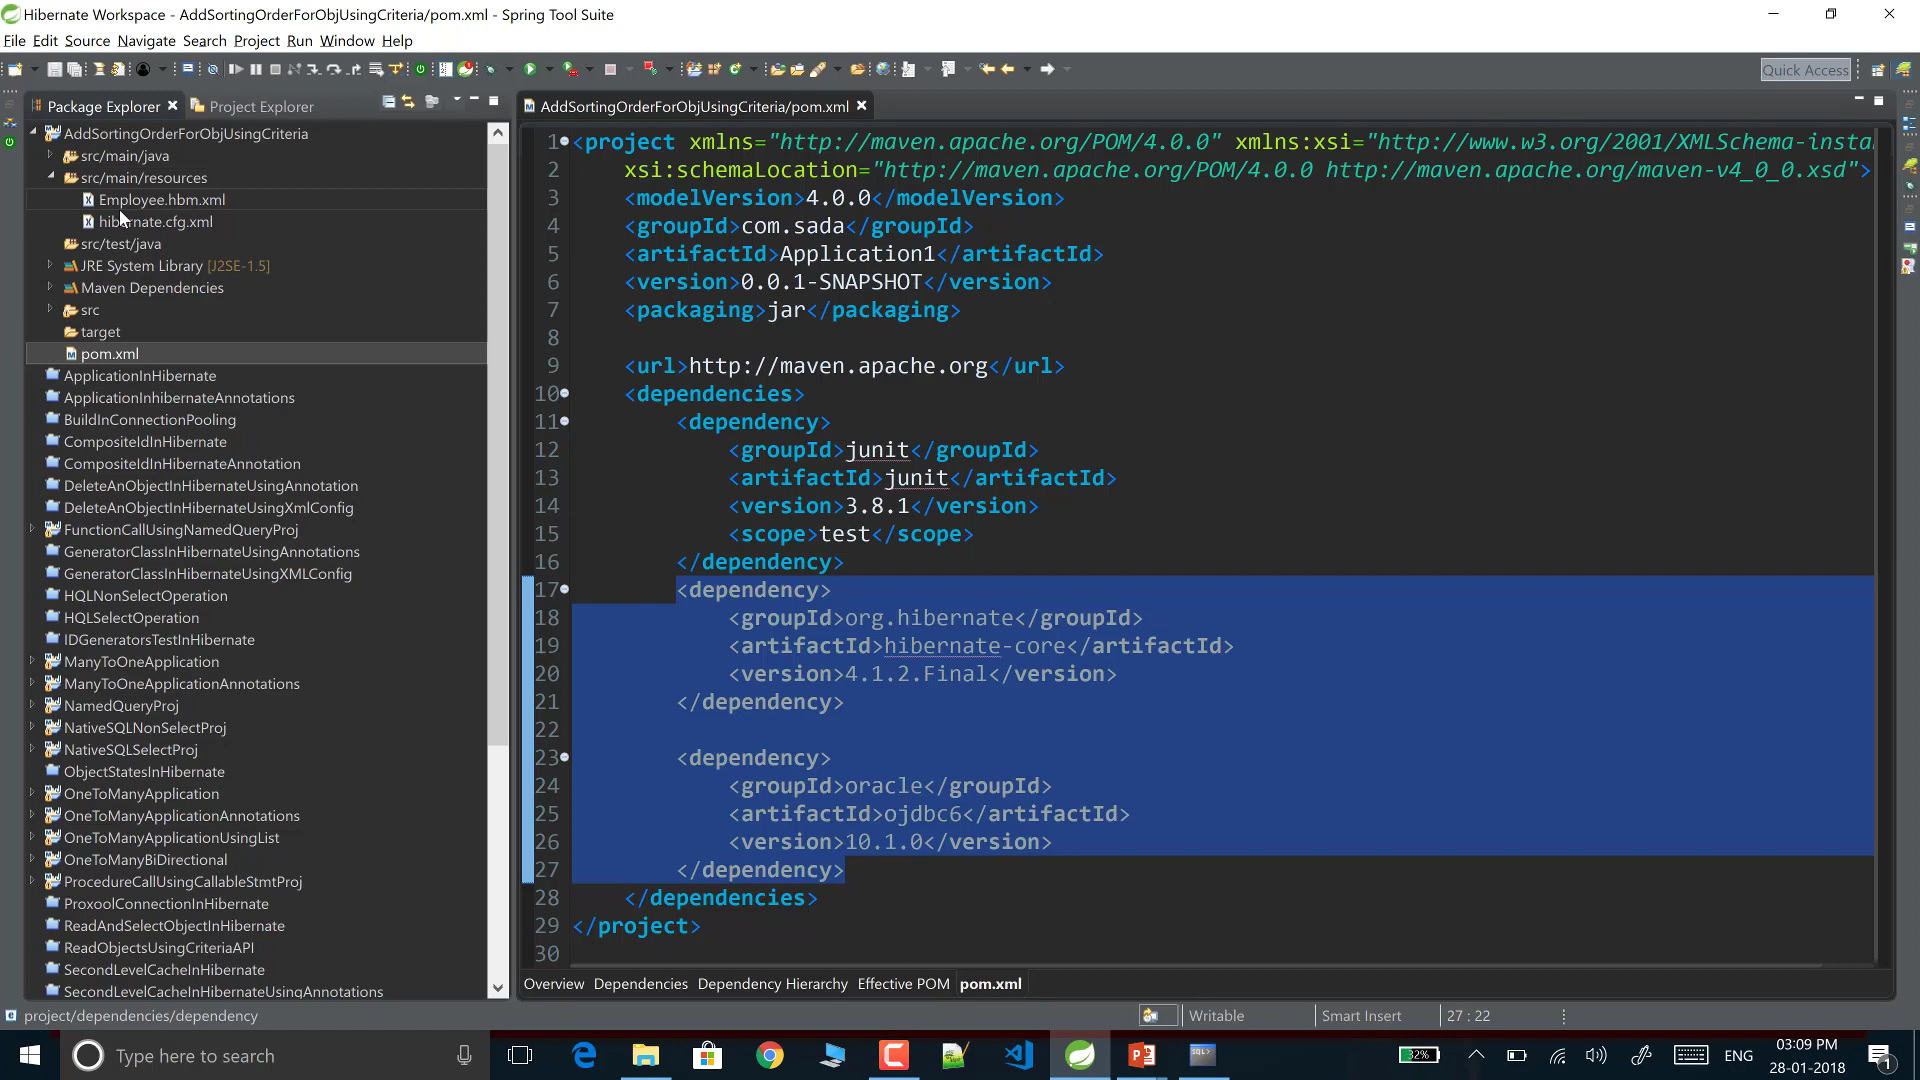 Hibernate Workspace - AddSortingOrderForObjUsingCriteria/pom.xml - Spring Tool Suite
File Edit Source Navigate Search Project Run Window Help
Quick Access
Package Explorer
Project Explorer
AddSortingOrderForObjUsingCriteria/pom.xml
AddSortingOrderForObjUsingCriteria
src/main/java
src/main/resources
Employee.hbm.xml
hibernate.cfg.xml
src/test/java
JRE System Library [J2SE-1.5]
Maven Dependencies
src
target
pom.xml
ApplicationInHibernate
ApplicationinhibernateAnnotations
BuildInConnectionPooling
CompositeIdInHibernate
CompositeIdInHibernateAnnotation
DeleteAnObjectInHibernateUsingAnnotation
DeleteAnObjectInHibernateUsingXmlConfig
FunctionCallUsingNamedQueryProj
GeneratorClassInHibernateUsingAnnotations
GeneratorClassInHibernateUsingXMLConfig
HQLNonSelectOperation
HQLSelectOperation
IDGeneratorsTestInHibernate
ManyToOneApplication
ManyToOneApplicationAnnotations
NamedQueryProj
NativeSQLNonSelectProj
NativeSQLSelectProj
ObjectStatesInHibernate
OneToManyApplication
OneToManyApplicationAnnotations
OneToManyApplicationUsingList
OneToManyBiDirectional
ProcedureCallUsingCallableStmtProj
ProxoolConnectionInHibernate
ReadAndSelectObjectInHibernate
ReadObjectsUsingCriteriaAPI
SecondLevelCacheInHibernate
SecondLevelCacheInHibernateUsingAnnotations
1 <project xmlns="http://maven.apache.org/POM/4.0.0" xmlns:xsi="http://www.w3.org/2001/XMLSchema-insta
2 xsi:schemaLocation="http://maven.apache.org/POM/4.0.0 http://maven.apache.org/maven-v4_0_0.xsd">
3 <modelVersion>4.0.0</modelVersion>
4 <groupId>com.sada</groupId>
5 <artifactId>Application1</artifactId>
6 <version>0.0.1-SNAPSHOT</version>
7 <packaging>jar</packaging>
8
9 <url>http://maven.apache.org</url>
10 <dependencies>
11 <dependency>
12 <groupId>junit</groupId>
13 <artifactId>junit</artifactId>
14 <version>3.8.1</version>
15 <scope>test</scope>
16 </dependency>
17 <dependency>
18 <groupId>org.hibernate</groupId>
19 <artifactId>hibernate-core</artifactId>
20 <version>4.1.2.Final</version>
21 </dependency>
22
23 <dependency>
24 <groupId>oracle</groupId>
25 <artifactId>ojdbc6</artifactId>
26 <version>10.1.0</version>
27 </dependency>
28 </dependencies>
29 </project>
30
Overview Dependencies Dependency Hierarchy Effective POM pom.xml
project/dependencies/dependency
Writable
Smart Insert
27 : 22
Type here to search
32%
ENG
03:09 PM
28-01-2018
1